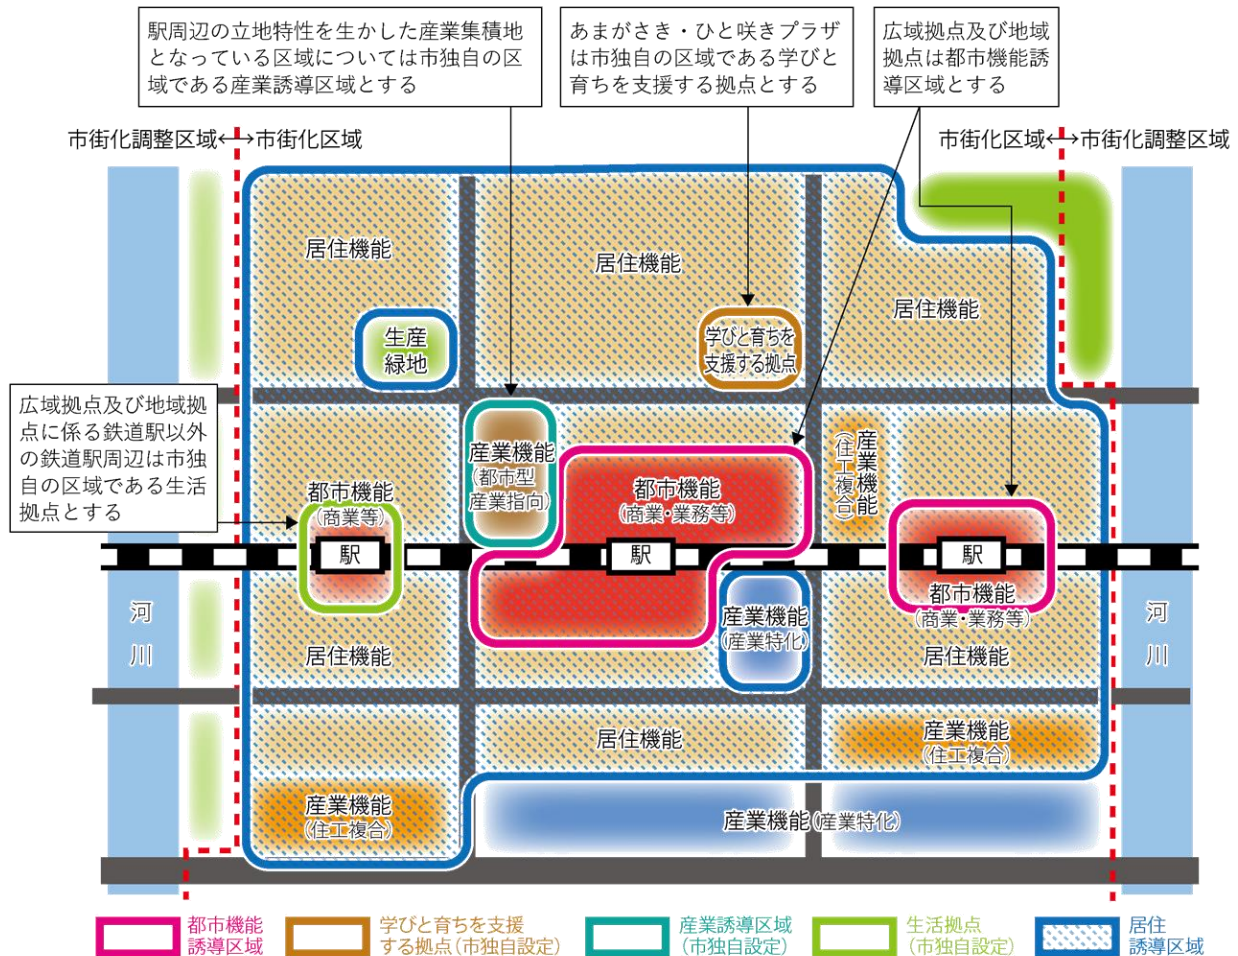 駅周辺の立地特性を生かした産業集積地
となっている区域については市独自の区
域である産業誘導区域とする
あまがさき・ひと咲きプラザ
は市独自の区域である学びと
育ちを支援する拠点とする
広域拠点及び地域
拠点は都市機能誘
導区域とする
市街化調整区域←→市街化区域
市街化区域←→市街化調整区域
居住機能
居住機能
居住機能
生産
緑地
学びと育ちを
支援する拠点
広域拠点及び地域拠
点に係る鉄道駅以外
の鉄道駅周辺は市独
自の区域である生活
拠点とする
産業機能
(都市型
産業指向)
産業機能
(住工複合)
都市機能
(商業等)
都市機能
(商業・業務等)
駅
駅
駅
都市機能
(商業・業務等)
産業機能
(産業特化)
河
川
河
川
居住機能
居住機能
居住機能
産業機能
(住工複合)
産業機能
(住工複合)
産業機能(産業特化)
都市機能
誘導区域
学びと育ちを支援
する拠点(市独自設定)
産業誘導区域
(市独自設定)
生活拠点
(市独自設定)
居住
誘導区域